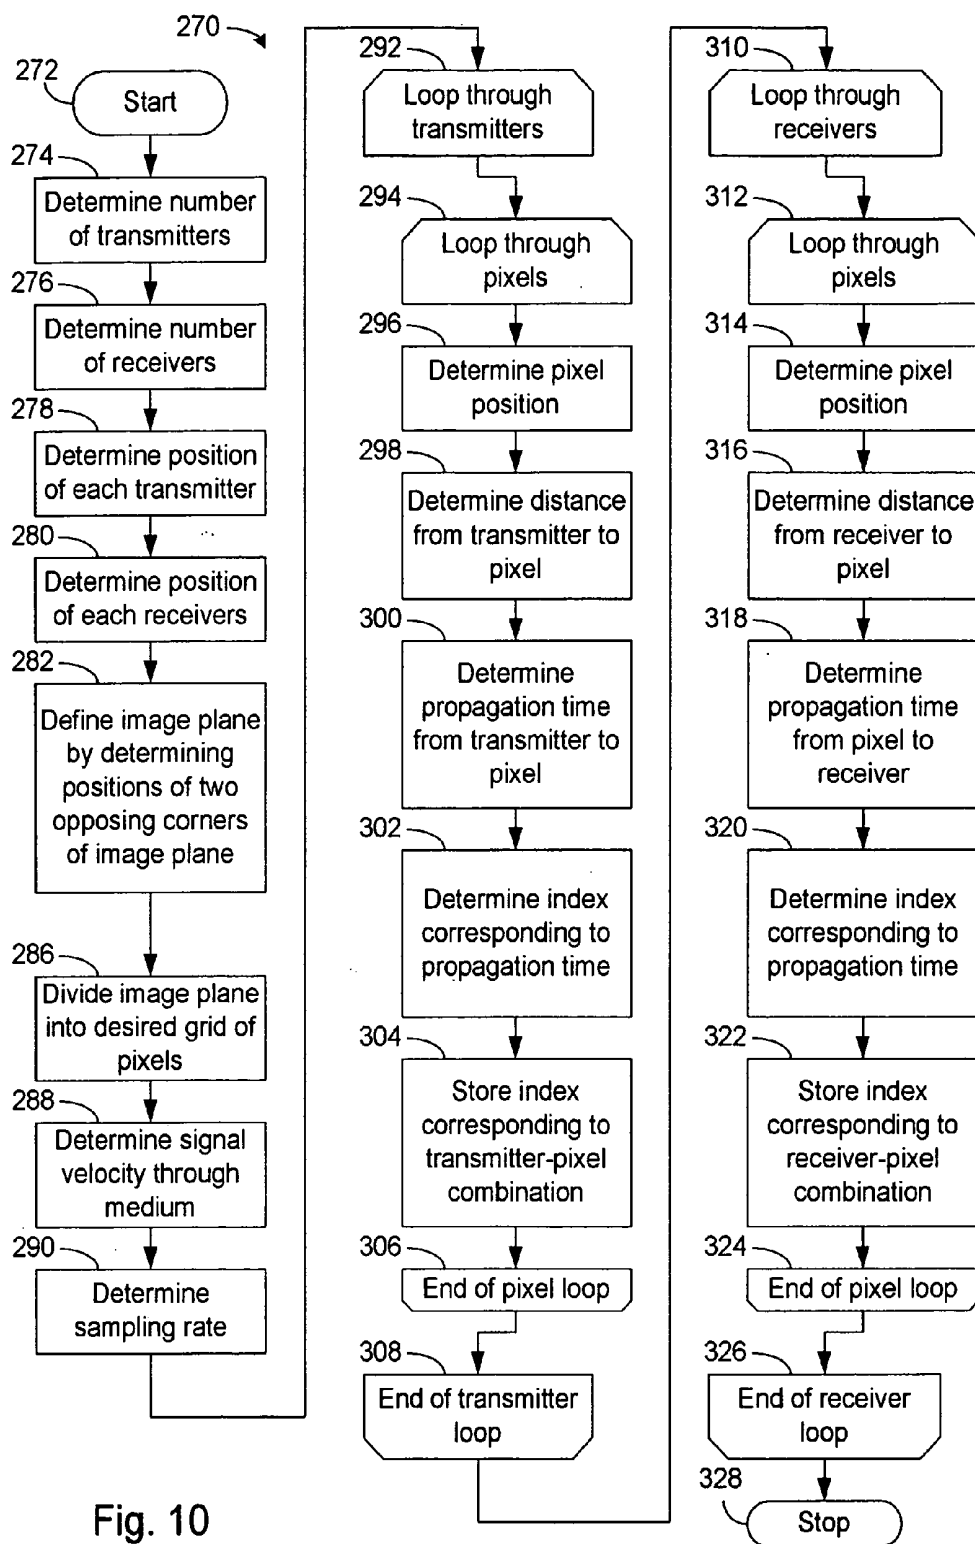 270
272
Start
274
Determine number
of transmitters
276
Determine number
of receivers
278
Determine position
of each transmitter
280
Determine position
of each receivers
282
Define image plane
by determining
positions of two
opposing corners
of image plane
286
Divide image plane
into desired grid of
pixels
288
Determine signal
velocity through
medium
290
Determine
sampling rate
292
Loop through
transmitters
294
Loop through
pixels
296
Determine pixel
position
298
Determine distance
from transmitter to
pixel
300
Determine
propagation time
from transmitter to
pixel
302
Determine index
corresponding to
propagation time
304
Store index
corresponding to
transmitter-pixel
combination
306
End of pixel loop
308
End of transmitter
loop
310
Loop through
receivers
312
Loop through
pixels
314
Determine pixel
position
316
Determine distance
from receiver to
pixel
318
Determine
propagation time
from pixel to
receiver
320
Determine index
corresponding to
propagation time
322
Store index
corresponding to
receiver-pixel
combination
324
End of pixel loop
326
End of receiver
loop
328
Stop
Fig. 10